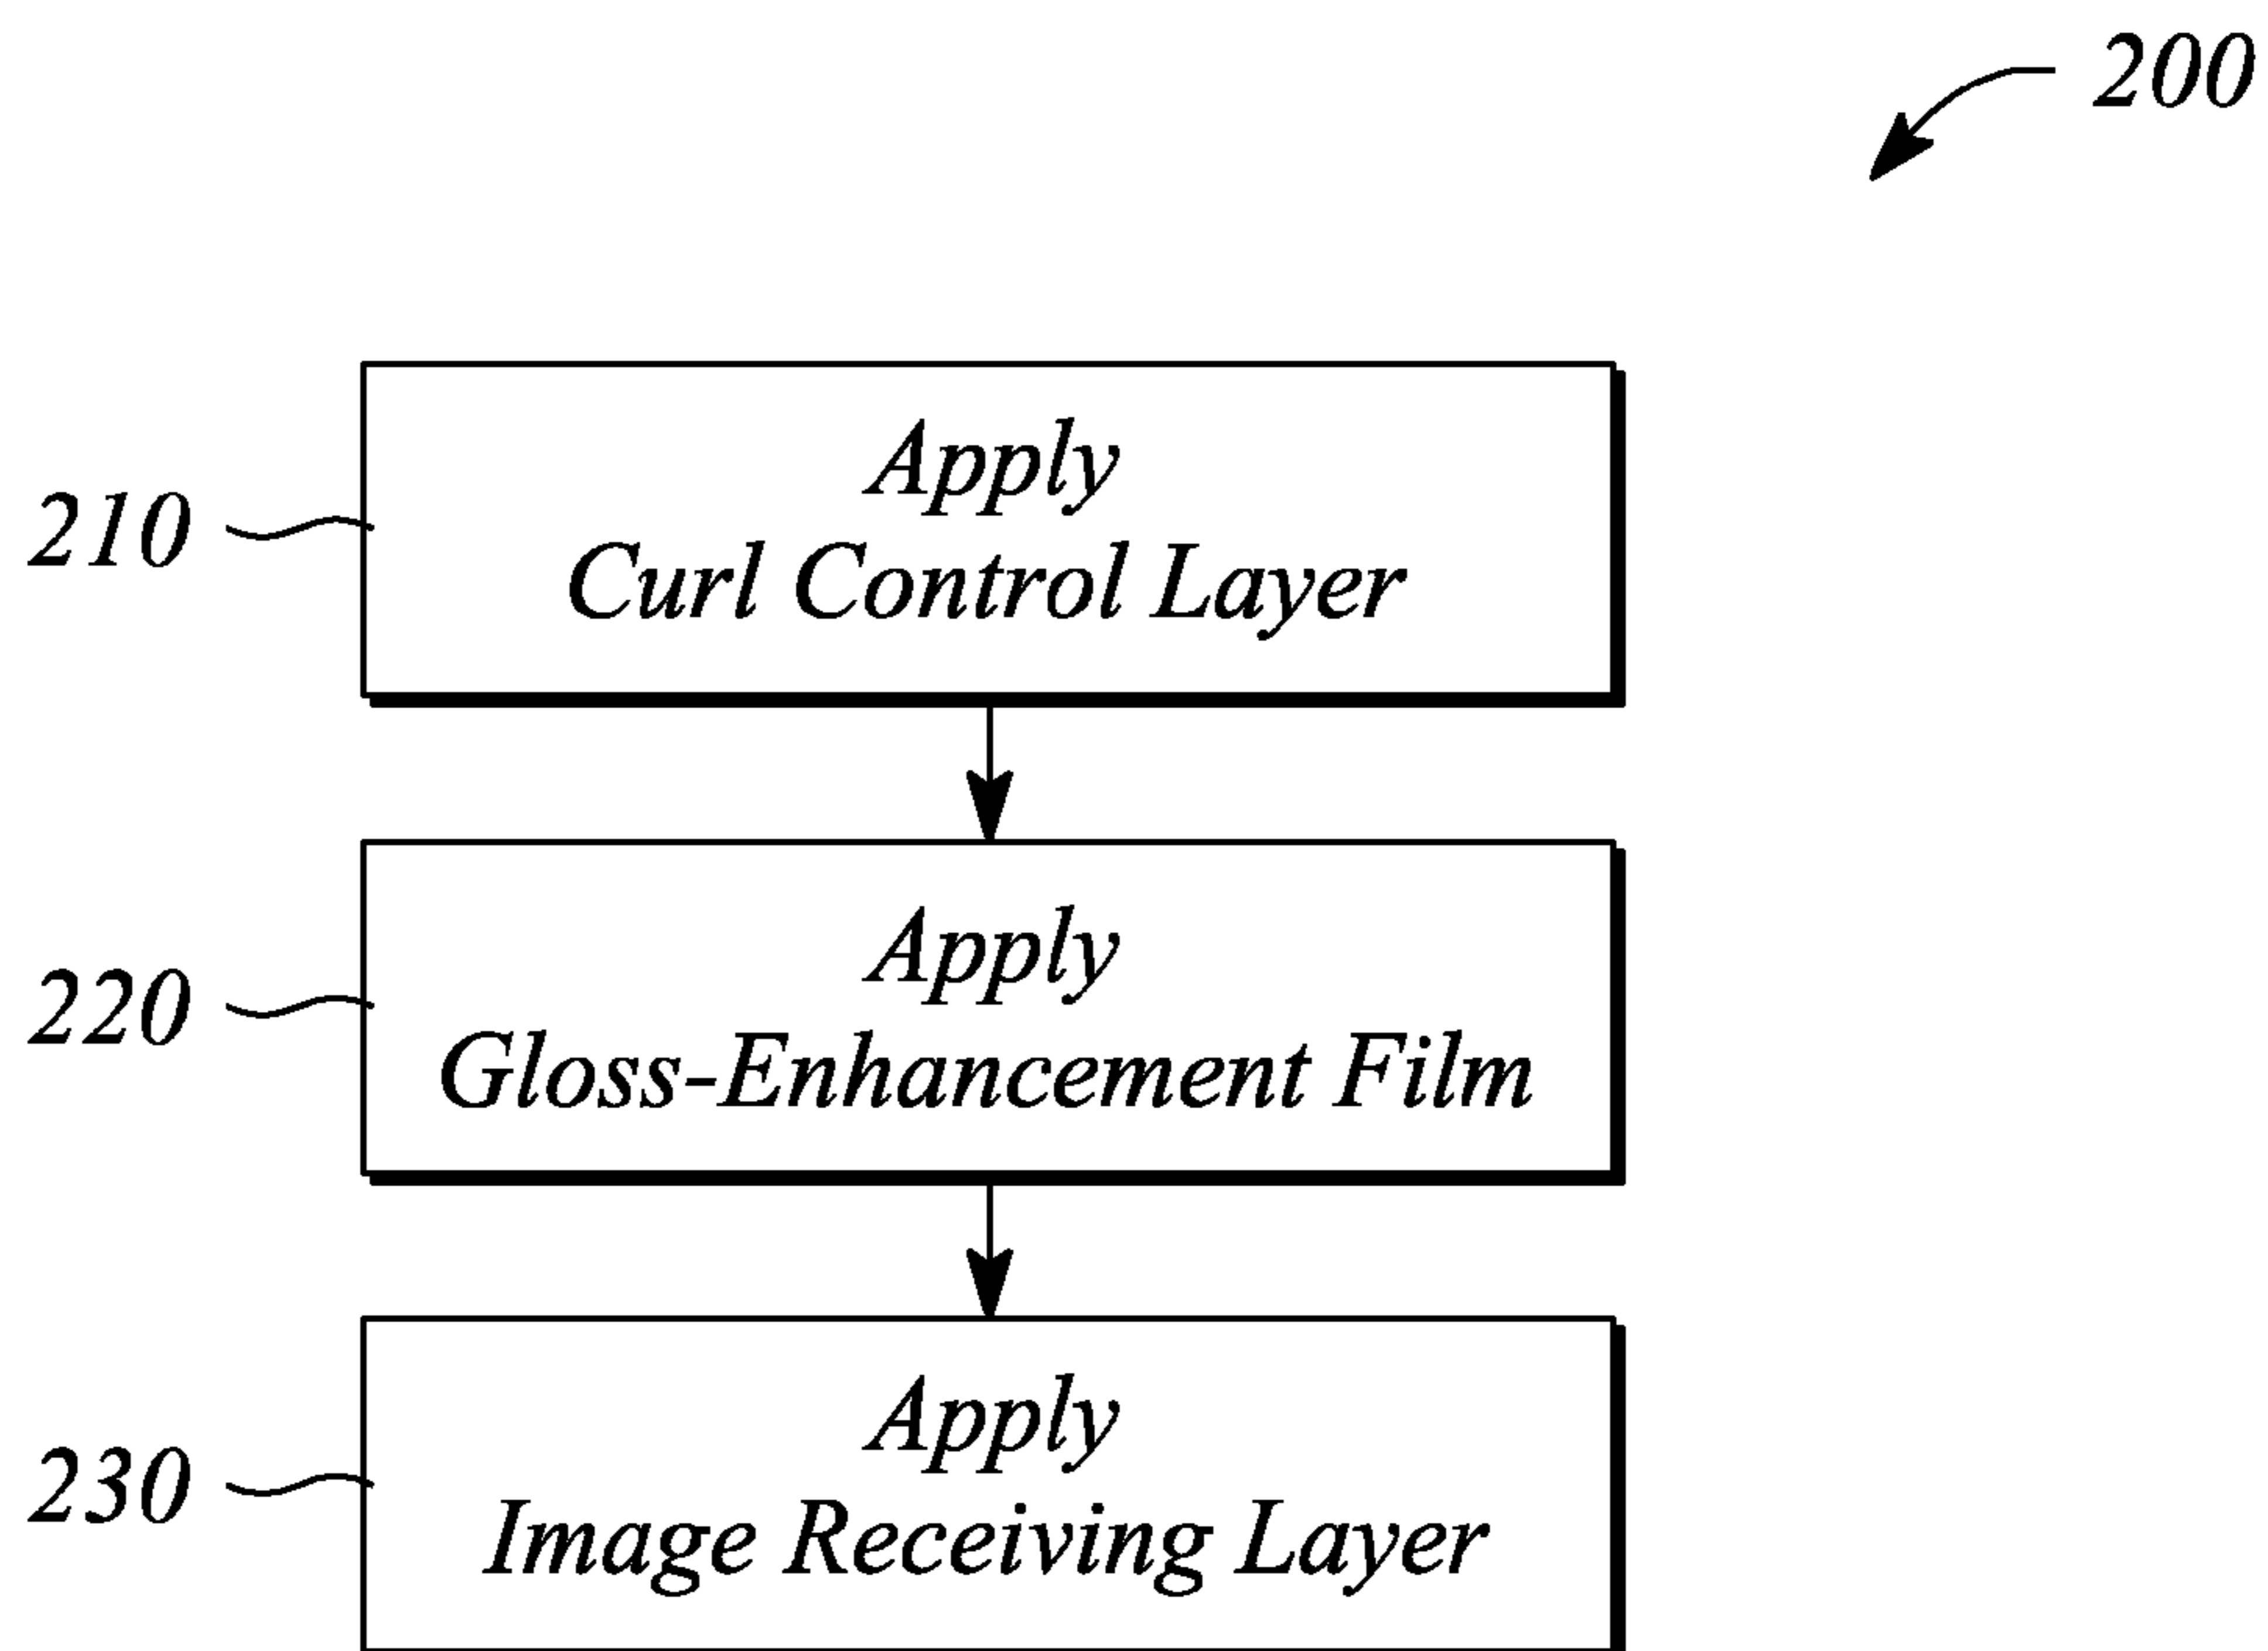 200
210
Apply
Curl Control Layer
220
Apply
Gloss-Enhancement Film
230
Apply
Image Receiving Layer